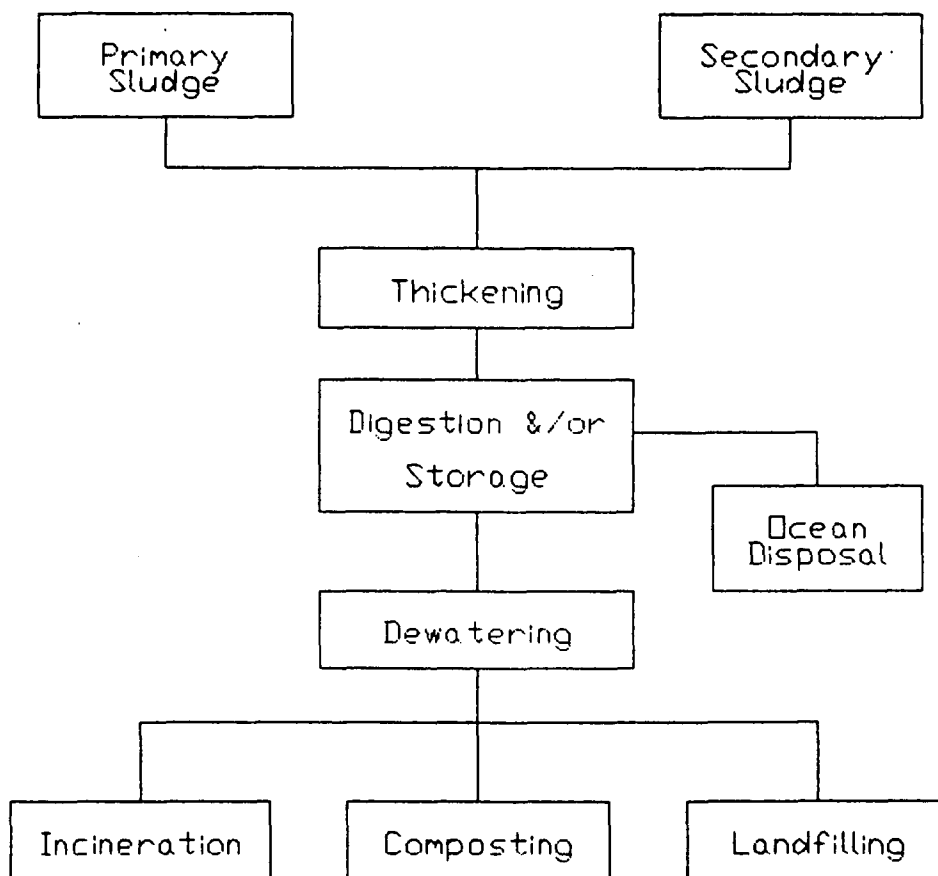 Primary
Sludge
Secondary
Sludge
Thickening
Digestion &/or
Storage
Ocean
Disposal
Dewatering
Incineration
Composting
Landfilling